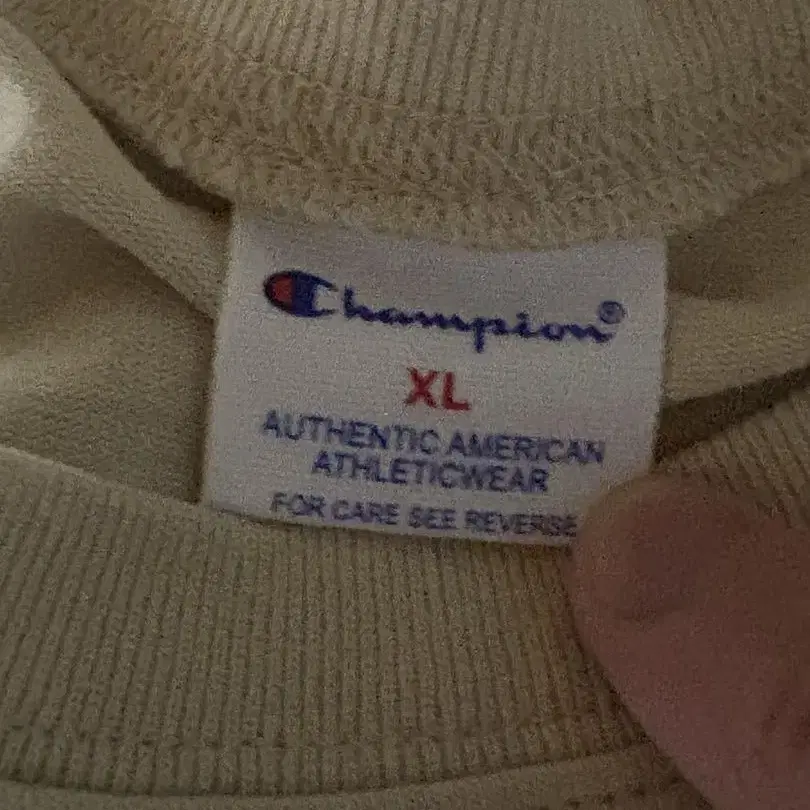 Champion®
XL
AUTHENTIC AMERICAN
ATHLETICWEAR
FOR CARE SEE REVERSE